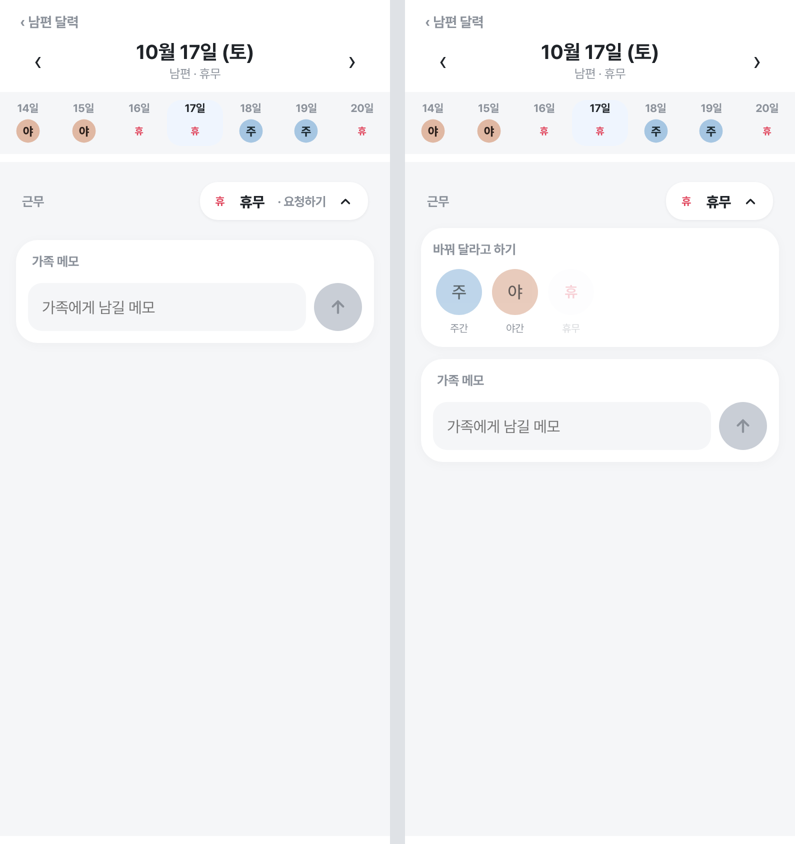 ‹ 남편 달력
‹ 10월 17일 (토) ›
남편 · 휴무
14일 15일 16일 17일 18일 19일 20일
야 야 휴 휴 주 주 휴
근무 휴 휴무 · 요청하기
가족 메모
가족에게 남길 메모
‹ 남편 달력
‹ 10월 17일 (토) ›
남편 · 휴무
14일 15일 16일 17일 18일 19일 20일
야 야 휴 휴 주 주 휴
근무 휴 휴무
바꿔 달라고 하기
주 야 휴
주간 야간 휴무
가족 메모
가족에게 남길 메모